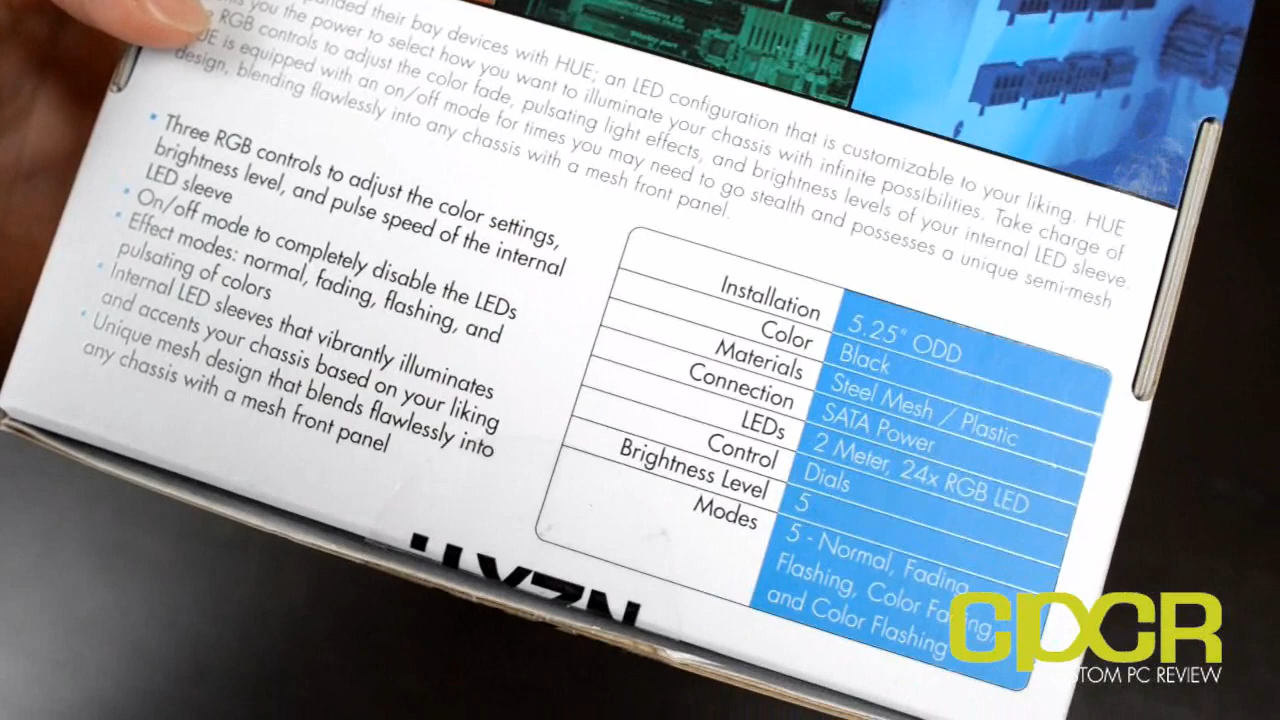 their bay devices with HUE; an LED configuration that is customizable to your liking. HUE
you the power to select how you want to illuminate your chassis with infinite possibilities. Take charge of
RGB controls to adjust the color fade, pulsating light effects, and brightness levels of your internal LED sleeve.
is equipped with an on/off mode for times you may need to go stealth and possesses a unique semi-mesh
design, blending flawlessly into any chassis with a mesh front panel.
• Three RGB controls to adjust the color settings,
brightness level, and pulse speed of the internal
LED sleeve
• On/off mode to completely disable the LEDs
• Effect modes: normal, fading, flashing, and
pulsating of colors
• Internal LED sleeves that vibrantly illuminates
and accents your chassis based on your liking
• Unique mesh design that blends flawlessly into
any chassis with a mesh front panel
Installation 5.25" ODD
Color Black
Materials Steel Mesh / Plastic
Connection SATA Power
LEDs 2 Meter, 24x RGB LED
Control Dials
Brightness Level 5
Modes 5 - Normal, Fading
Flashing, Color Fading,
and Color Flashing
CPCR
TOM PC REVIEW